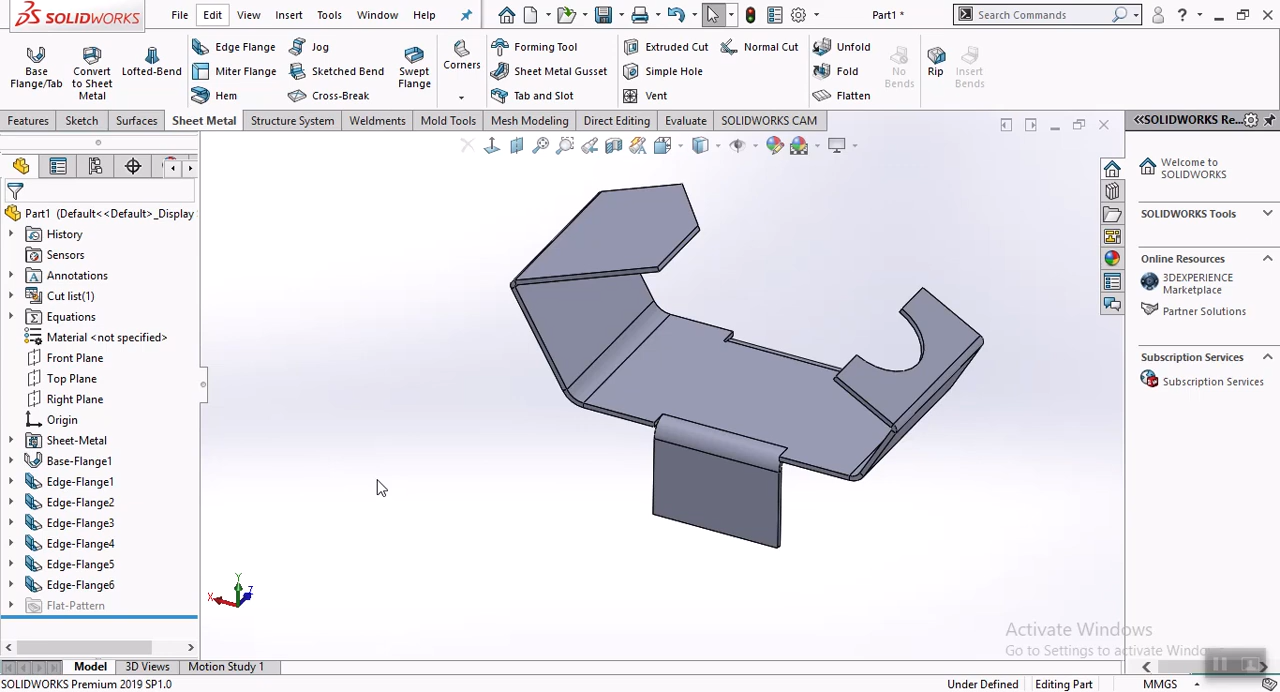 SOLIDWORKS File Edit View Insert Tools Window Help Part1 * Search Commands ?
Base Flange/Tab
Convert to Sheet Metal
Lofted-Bend
Edge Flange
Miter Flange
Hem
Jog
Sketched Bend
Cross-Break
Swept Flange
Corners
Forming Tool
Sheet Metal Gusset
Tab and Slot
Extruded Cut
Simple Hole
Vent
Normal Cut
Unfold
Fold
Flatten
No Bends
Rip
Insert Bends
Features Sketch Surfaces Sheet Metal Structure System Weldments Mold Tools Mesh Modeling Direct Editing Evaluate SOLIDWORKS CAM
Part1 (Default<<Default>_Display
History
Sensors
Annotations
Cut list(1)
Equations
Material <not specified>
Front Plane
Top Plane
Right Plane
Origin
Sheet-Metal
Base-Flange1
Edge-Flange1
Edge-Flange2
Edge-Flange3
Edge-Flange4
Edge-Flange5
Edge-Flange6
Flat-Pattern
Y
X
Z
<<SOLIDWORKS Re...
Welcome to
SOLIDWORKS
SOLIDWORKS Tools
Online Resources
3DEXPERIENCE
Marketplace
Partner Solutions
Subscription Services
Subscription Services
Activate Windows
Go to Settings to activate
Model 3D Views Motion Study 1
SOLIDWORKS Premium 2019 SP1.0 Under Defined Editing Part MMGS